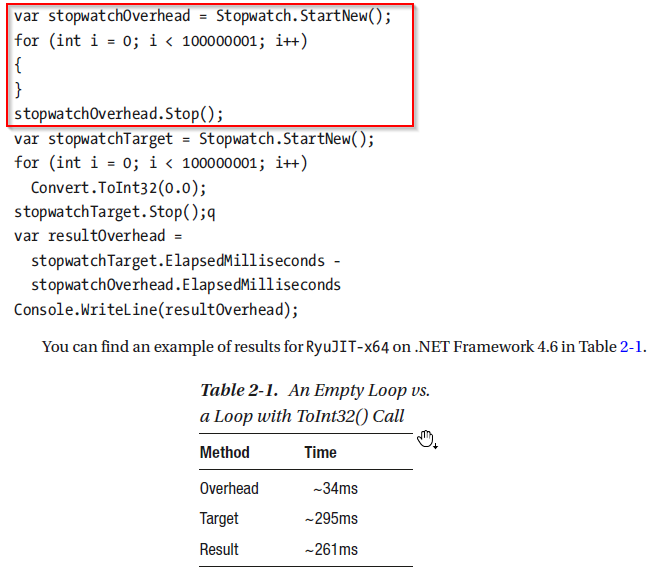 var stopwatchOverhead = Stopwatch.StartNew();
for (int i = 0; i < 100000001; i++)
{
}
stopwatchOverhead.Stop();
var stopwatchTarget = Stopwatch.StartNew();
for (int i = 0; i < 100000001; i++)
  Convert.ToInt32(0.0);
stopwatchTarget.Stop();q
var resultOverhead =
  stopwatchTarget.ElapsedMilliseconds -
  stopwatchOverhead.ElapsedMilliseconds
Console.WriteLine(resultOverhead);
You can find an example of results for RyuJIT-x64 on .NET Framework 4.6 in Table 2-1.
Table 2-1. An Empty Loop vs.
a Loop with ToInt32() Call
Method Time
Overhead ~34ms
Target ~295ms
Result ~261ms